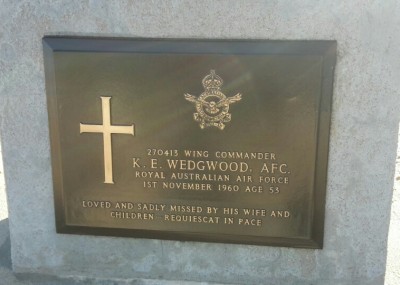 270413 WING COMMANDER
K. E. WEDGWOOD. AFC.
ROYAL AUSTRALIAN AIR FORCE
1ST NOVEMBER 1960 AGE 33
LOVED AND SADLY MISSED BY HIS WIFE AND
CHILDREN - REQUIESCAT IN PACE